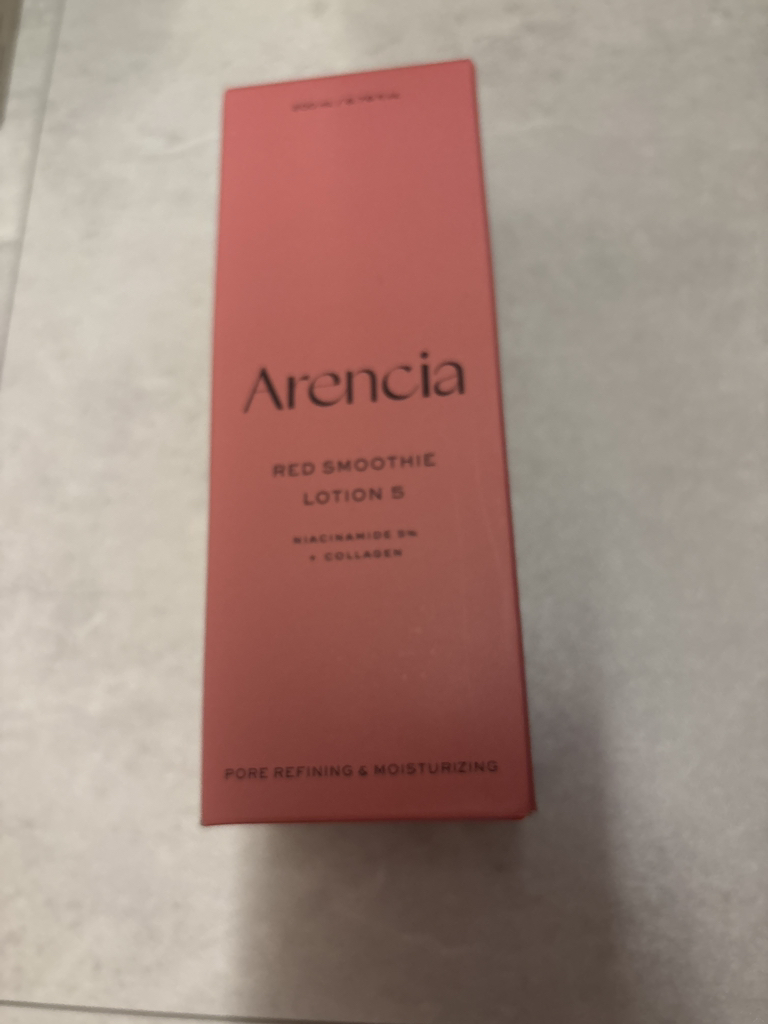 Arencia
RED SMOOTHIE
LOTION 5
NIACINAMIDE 5%
+ COLLAGEN
PORE REFINING & MOISTURIZING